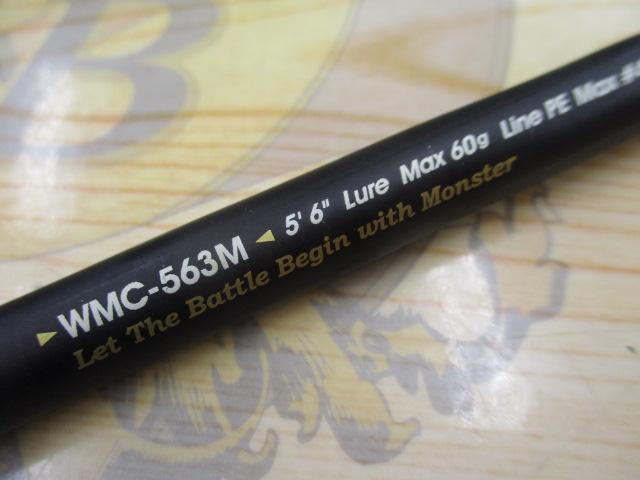 WMC-563M 5' 6" Lure Max 60g Line PE Max
Let The Battle Begin with Monster
B